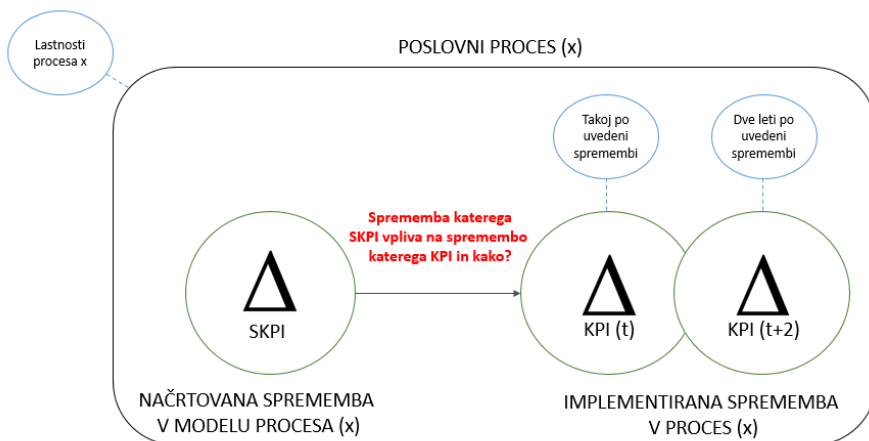 POSLOVNI PROCES (x)
Lastnosti
procesa x
Takoj po
uvedeni
spremembi
Dve leti po
uvedeni
spremembi
Sprememba katerega
SKPI vpliva na spremembo
katerega KPI in kako?
Δ
SKPI
Δ
KPI (t)
Δ
KPI (t+2)
NAČRTOVANA SPREMEMBA
V MODELU PROCESA (x)
IMPLEMENTIRANA SPREMEMBA
V PROCES (x)